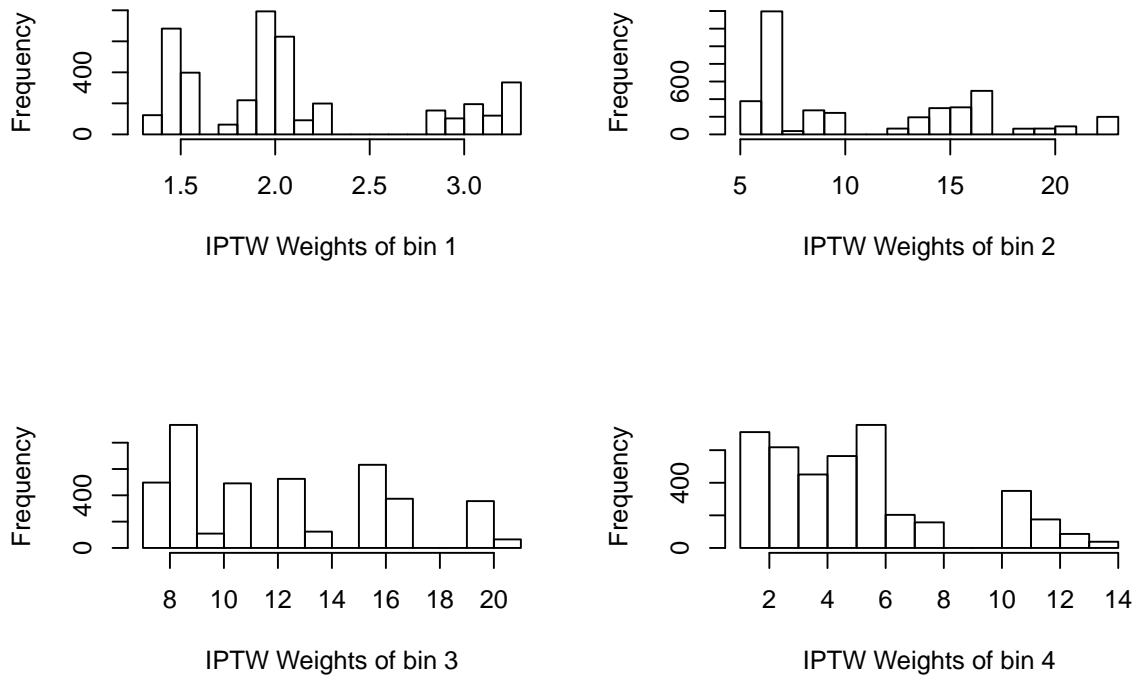 Frequency
0 400
1.5 2.0 2.5 3.0
IPTW Weights of bin 1
Frequency
0 600
5 10 15 20
IPTW Weights of bin 2
Frequency
0 400
8 10 12 14 16 18 20
IPTW Weights of bin 3
Frequency
0 400
2 4 6 8 10 12 14
IPTW Weights of bin 4